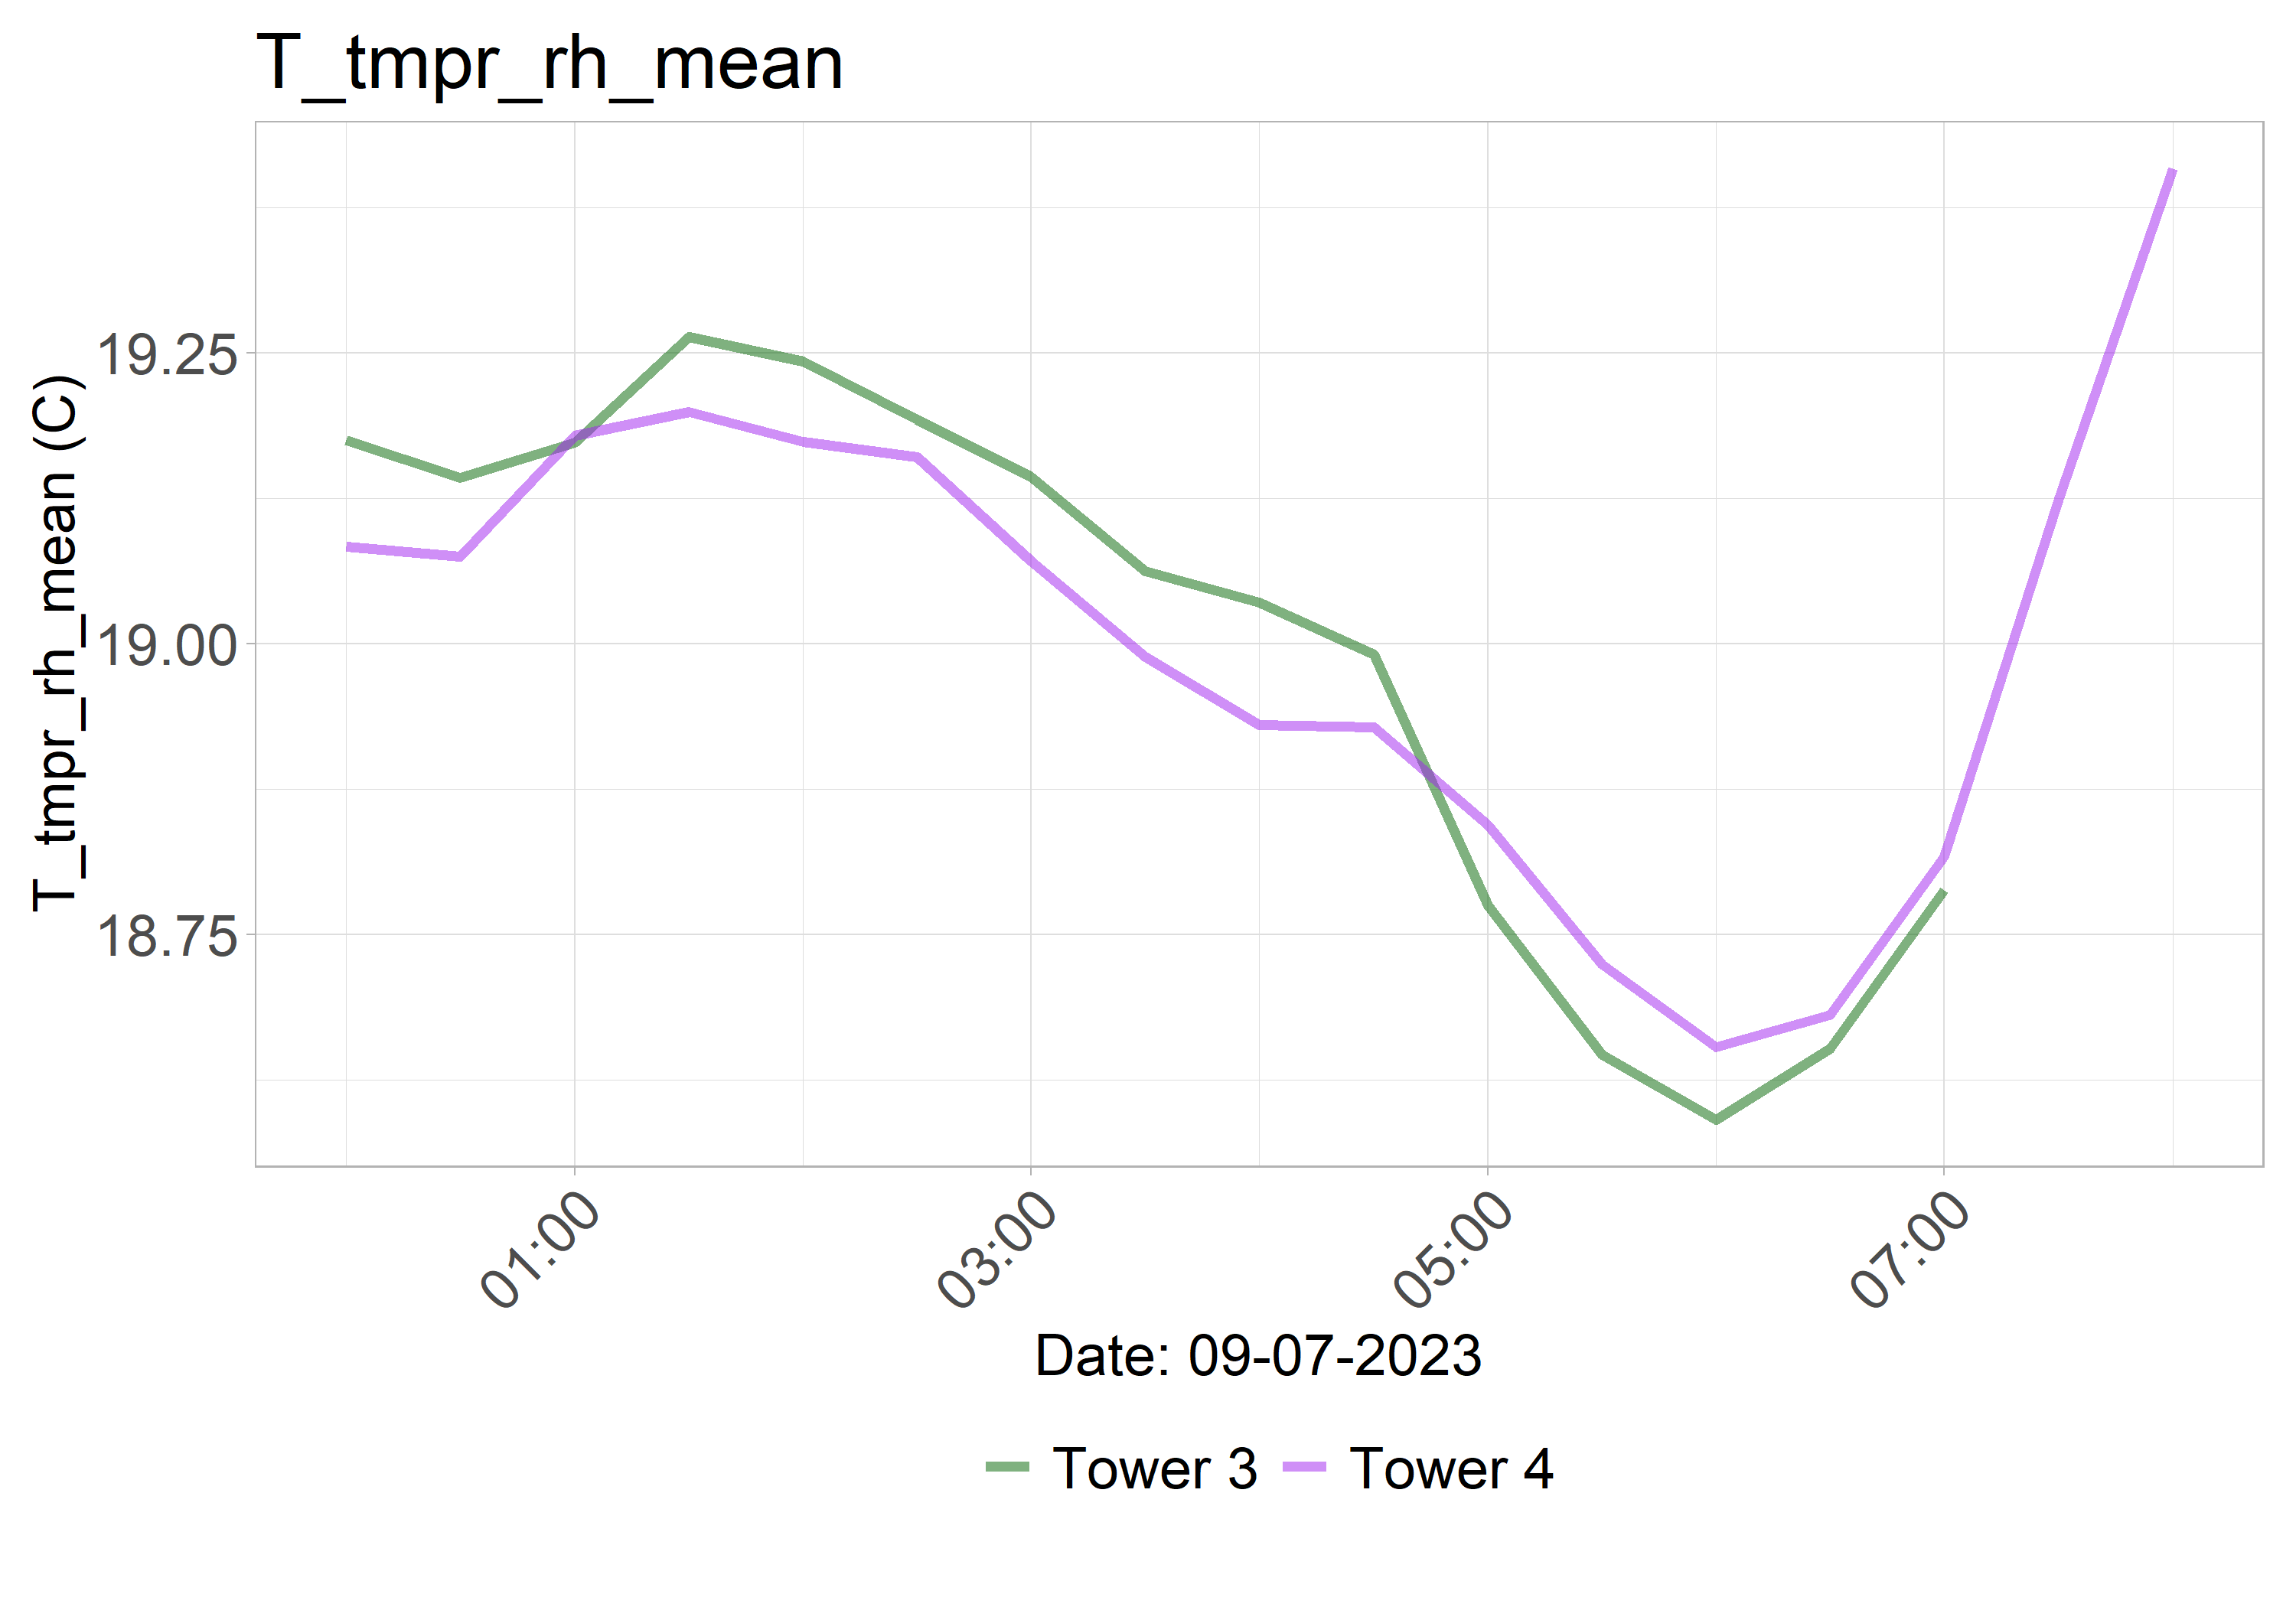 T_tmpr_rh_mean
T_tmpr_rh_mean (C)
19.25
19.00
18.75
01:00
03:00
05:00
07:00
Date: 09-07-2023
Tower 3
Tower 4